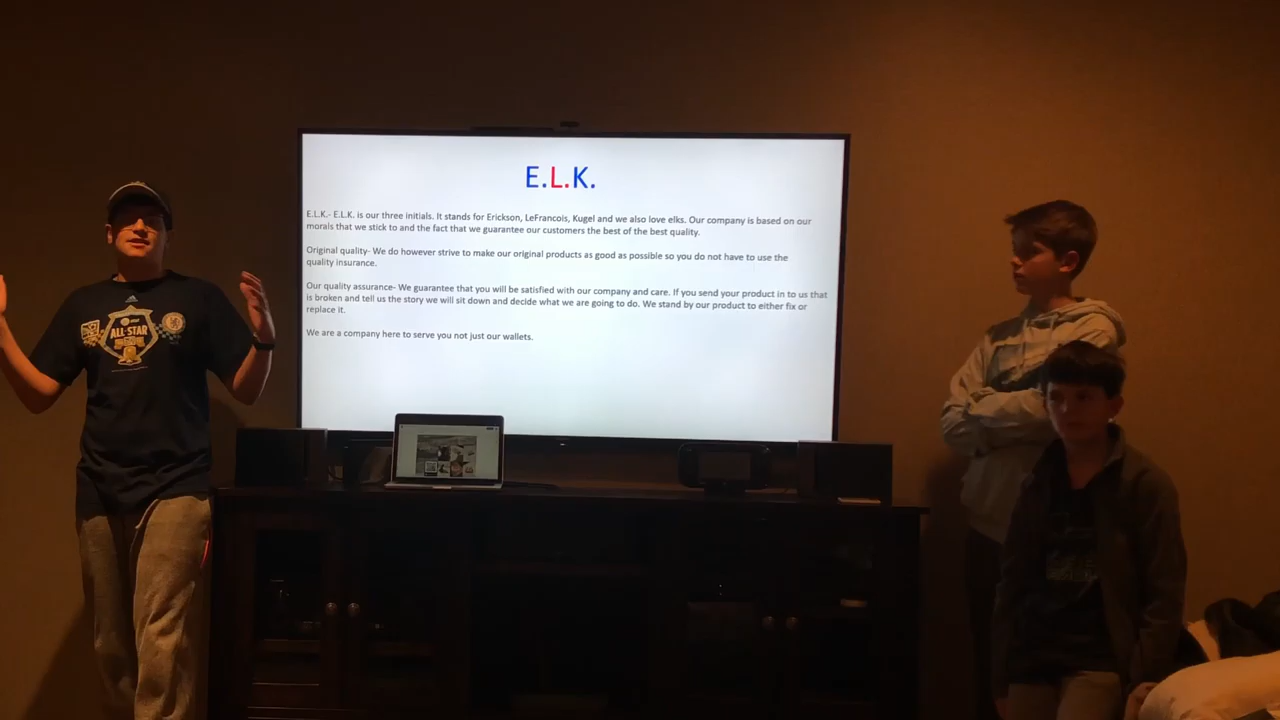 E.L.K.
E.L.K.- E.L.K. is our three initials. It stands for Erickson, LeFrancois, Kugel and we also love elks. Our company is based on our
morals that we stick to and the fact that we guarantee our customers the best of the best quality.
Original quality- We do however strive to make our original products as good as possible so you do not have to use the
quality insurance.
Our quality assurance- We guarantee that you will be satisfied with our company and care. If you send your product in to us that
is broken and tell us the story we will sit down and decide what we are going to do. We stand by our product to either fix or
replace it.
We are a company here to serve you not just our wallets.
ALL-STAR